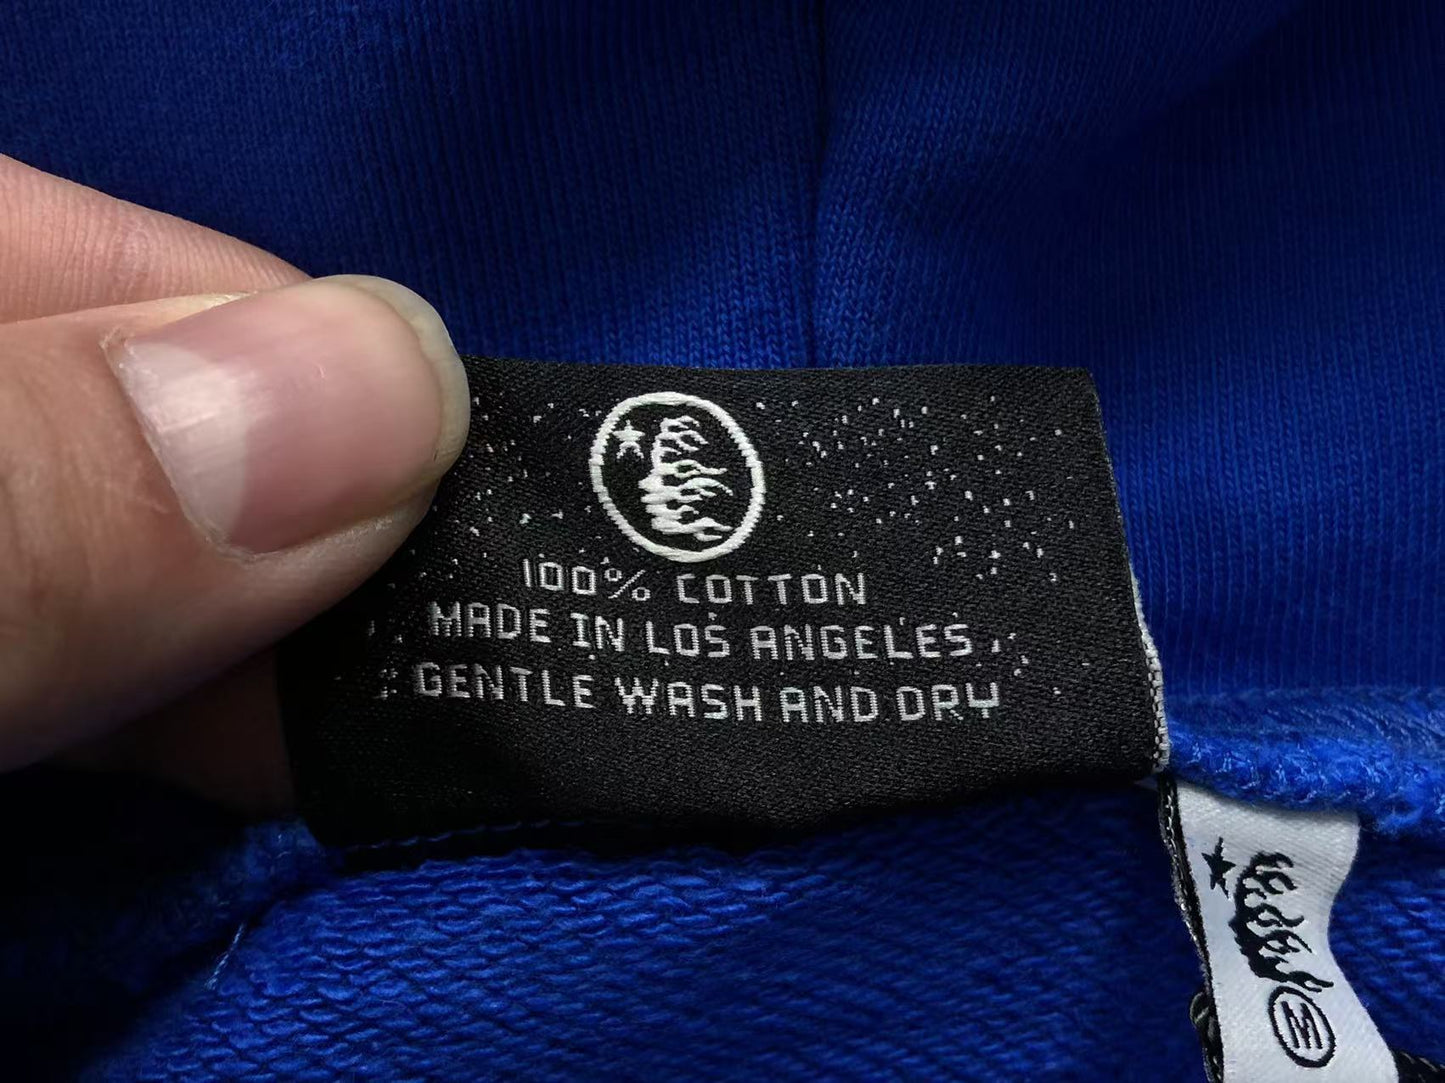 100% COTTON
MADE IN LOS ANGELES
GENTLE WASH AND DRY
M